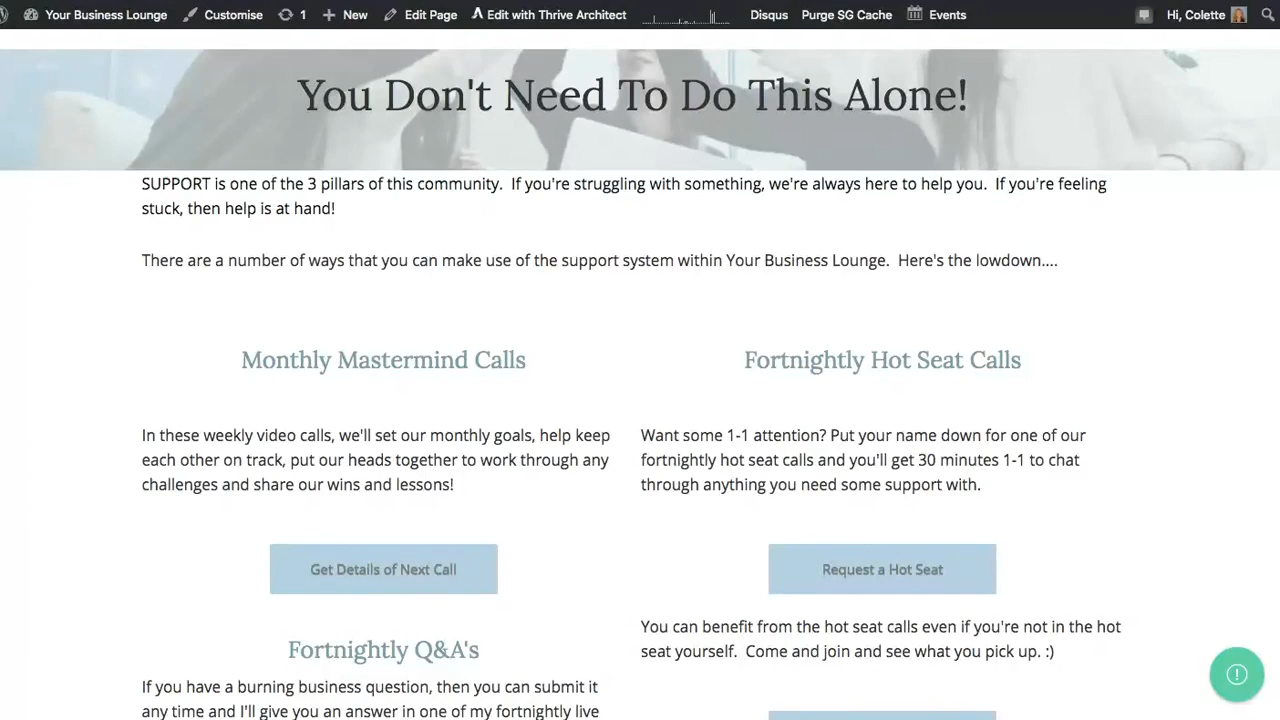 Your Business Lounge Customise 1 New Edit Page Edit with Thrive Architect Disqus Purge SG Cache Events Hi, Colette
You Don't Need To Do This Alone!
SUPPORT is one of the 3 pillars of this community. If you're struggling with something, we're always here to help you. If you're feeling
stuck, then help is at hand!
There are a number of ways that you can make use of the support system within Your Business Lounge. Here's the lowdown....
Monthly Mastermind Calls
In these weekly video calls, we'll set our monthly goals, help keep
each other on track, put our heads together to work through any
challenges and share our wins and lessons!
Get Details of Next Call
Fortnightly Q&A's
If you have a burning business question, then you can submit it
any time and I'll give you an answer in one of my fortnightly live
Fortnightly Hot Seat Calls
Want some 1-1 attention? Put your name down for one of our
fortnightly hot seat calls and you'll get 30 minutes 1-1 to chat
through anything you need some support with.
Request a Hot Seat
You can benefit from the hot seat calls even if you're not in the hot
seat yourself. Come and join and see what you pick up. :)